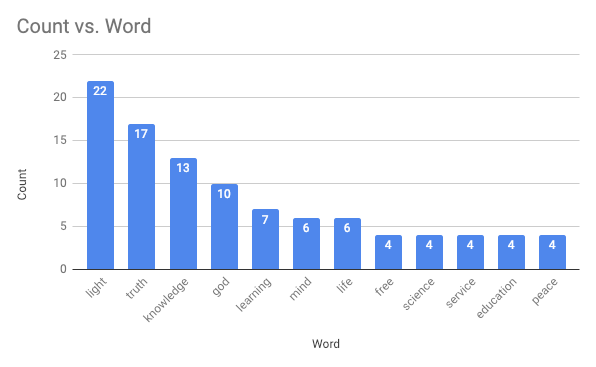 Count vs. Word
25
20
15
10
5
0
Count
22
17
13
10
7
6
6
4
4
4
4
4
light
truth
knowledge
god
learning
mind
life
free
science
service
education
peace
Word